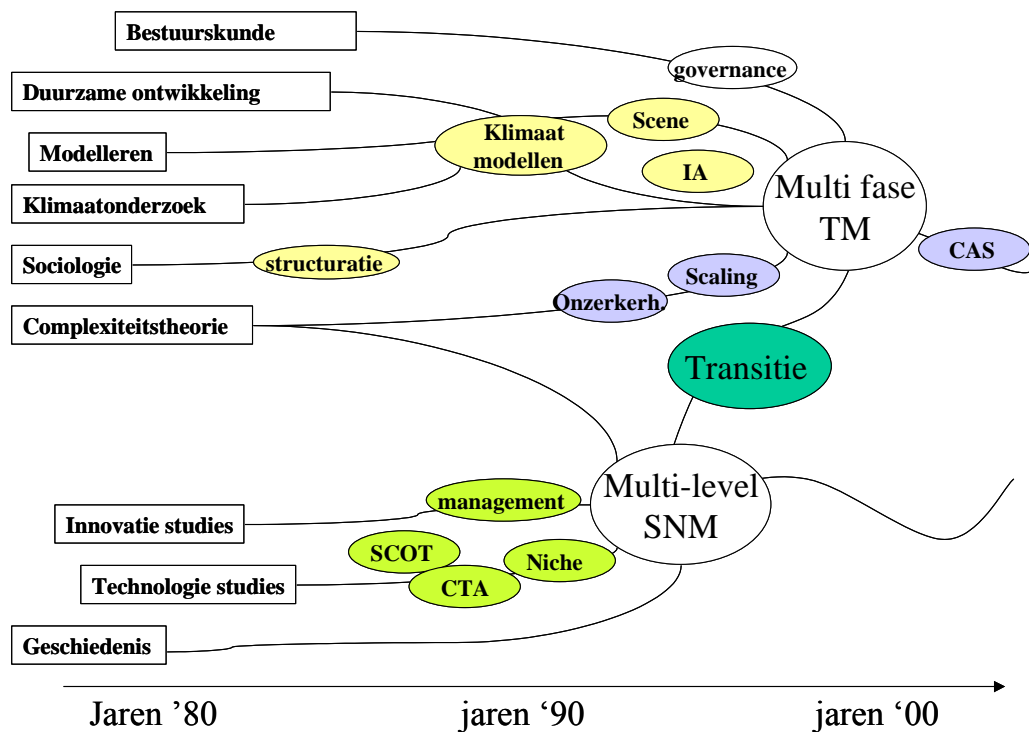 Bestuurskunde
governance
Duurzame ontwikkeling
Scene
Klimaat
modellen
Modelleren
IA
Multi fase
TM
Klimaatonderzoek
CAS
Sociologie
structuratie
Scaling
Onzerkerh.
Complexiteitstheorie
Transitie
Multi-level
SNM
management
Innovatie studies
SCOT
Niche
Technologie studies
CTA
Geschiedenis
Jaren ‘80
jaren ‘90
jaren ‘00